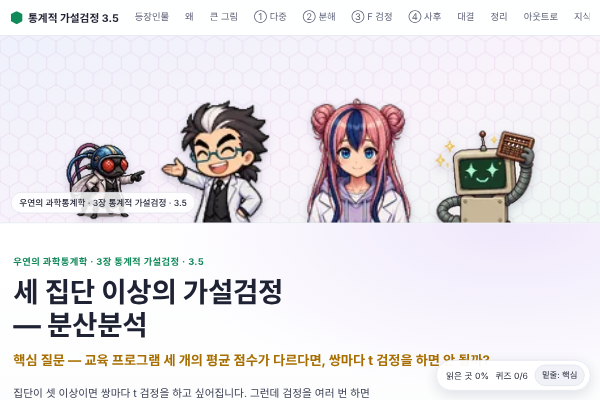 통계적 가설검정 3.5 등장인물 왜 큰 그림 ① 다중 ② 분해 ③ F 검정 ④ 사후 대결 정리 아웃트로 지식
우연의 과학통계학 · 3장 통계적 가설검정 · 3.5
우연의 과학통계학 · 3장 통계적 가설검정 · 3.5
세 집단 이상의 가설검정
— 분산분석
핵심 질문 — 교육 프로그램 세 개의 평균 점수가 다르다면, 쌍마다 t 검정을 하면 안 될까?
읽은 곳 0% 퀴즈 0/6 밑줄: 핵심
집단이 셋 이상이면 쌍마다 t 검정을 하고 싶어집니다. 그런데 검정을 여러 번 하면